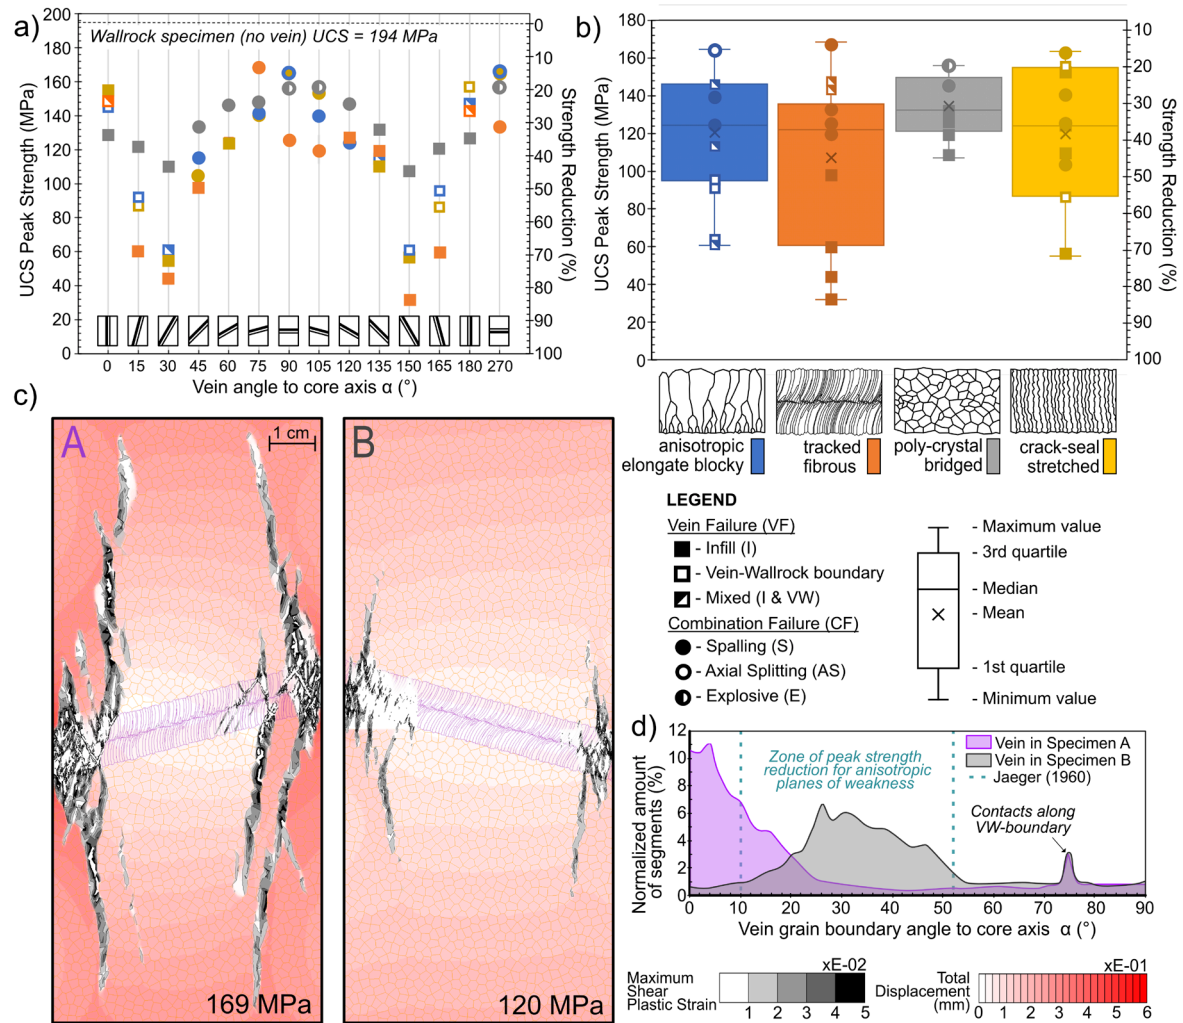 a)
UCS Peak Strength (MPa)
200
180
160
140
120
100
80
60
40
20
0
Wallrock specimen (no vein) UCS = 194 MPa
0
10
20
30
40
50
60
70
80
90
100
Strength Reduction (%)
0 15 30 45 60 75 90 105 120 135 150 165 180 270
Vein angle to core axis α (°)
b)
UCS Peak Strength (MPa)
180
160
140
120
100
80
60
40
20
0
10
20
30
40
50
60
70
80
90
100
Strength Reduction (%)
anisotropic
elongate blocky
tracked
fibrous
poly-crystal
bridged
crack-seal
stretched
LEGEND
Vein Failure (VF)
- Infill (I)
- Vein-Wallrock boundary
- Mixed (I & VW)
Combination Failure (CF)
- Spalling (S)
- Axial Splitting (AS)
- Explosive (E)
- Maximum value
- 3rd quartile
- Median
- Mean
- 1st quartile
- Minimum value
c)
A
1 cm
169 MPa
B
120 MPa
d)
Normalized amount
of segments (%)
12
10
8
6
4
2
0
Zone of peak strength
reduction for anisotropic
planes of weakness
Vein in Specimen A
Vein in Specimen B
Jaeger (1960)
Contacts along
VW-boundary
0 10 20 30 40 50 60 70 80 90
Vein grain boundary angle to core axis α (°)
Maximum
Shear
Plastic Strain
xE-02
1 2 3 4 5
Total
Displacement
(mm)
xE-01
0 1 2 3 4 5 6